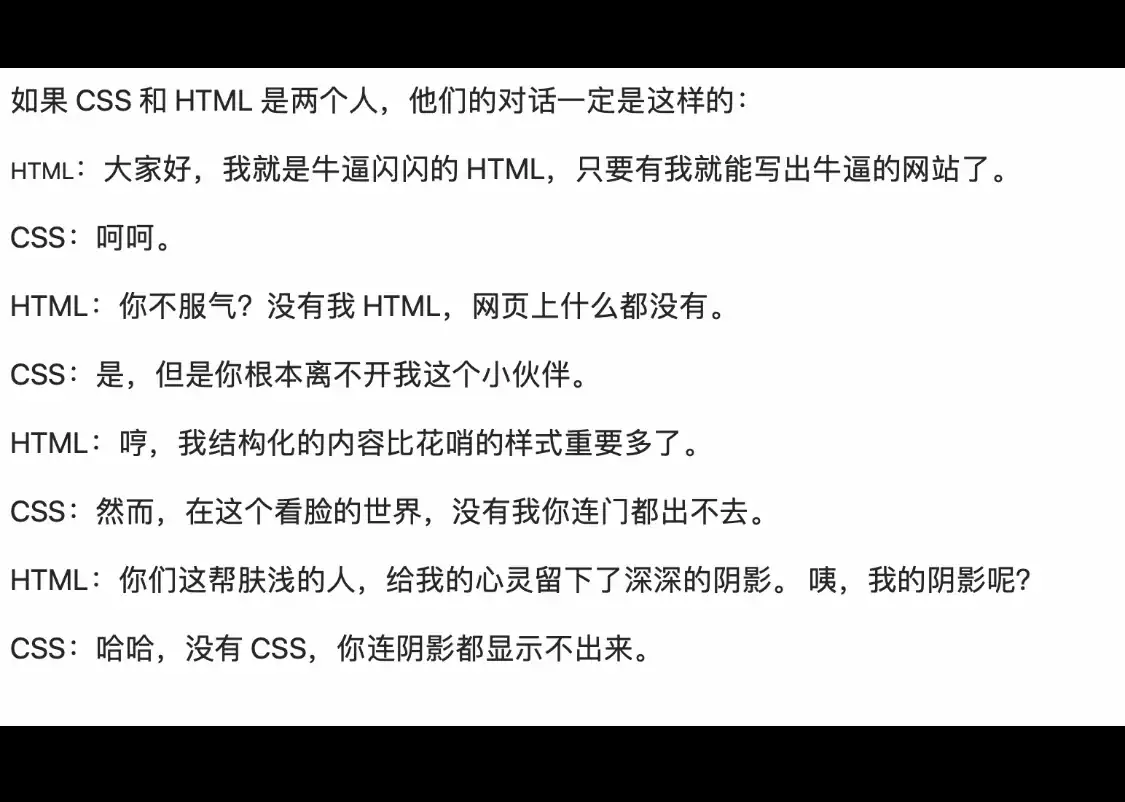 如果 CSS 和 HTML 是两个人，他们的对话一定是这样的：
HTML：大家好，我就是牛逼闪闪的 HTML，只要有我就能写出牛逼的网站了。
CSS：呵呵。
HTML：你不服气？没有我 HTML，网页上什么都没有。
CSS：是，但是你根本离不开我这个小伙伴。
HTML：哼，我结构化的内容比花哨的样式重要多了。
CSS：然而，在这个看脸的世界，没有我你连门都出不去。
HTML：你们这帮肤浅的人，给我的心灵留下了深深的阴影。 咦，我的阴影呢？
CSS：哈哈，没有 CSS，你连阴影都显示不出来。